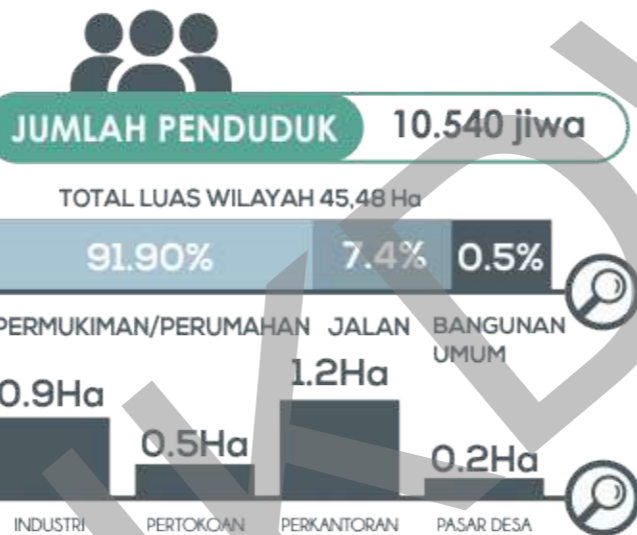 JUMLAH PENDUDUK 10.540 jiwa
TOTAL LUAS WILAYAH 45,48 Ha
91.90% 7.4% 0.5%
PERMUKIMAN/PERUMAHAN JALAN BANGUNAN UMUM
0.9Ha 0.5Ha 1.2Ha 0.2Ha
INDUSTRI PERTOKOAN PERKANTORAN PASAR DESA